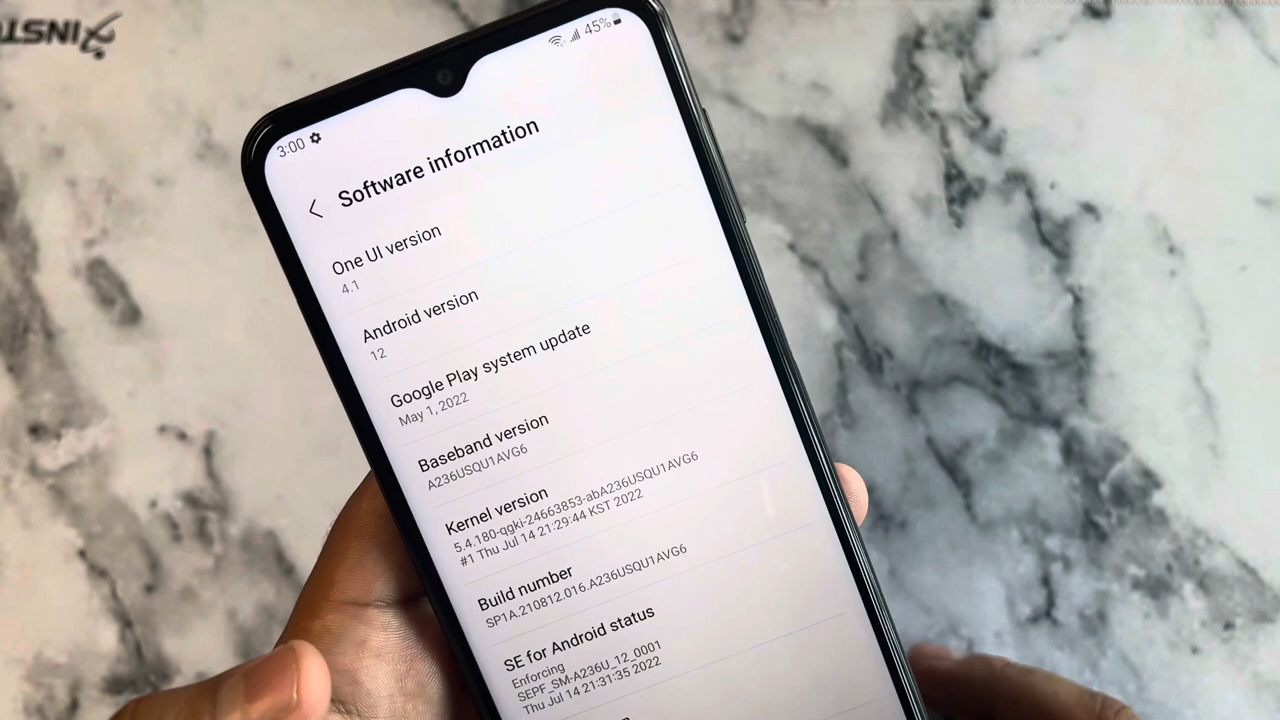 INST
45%
3:00
Software information
One UI version
4.1
Android version
12
Google Play system update
May 1, 2022
Baseband version
A236USQU1AVG6
Kernel version
5.4.180-qgki-24663853-abA236USQU1AVG6
#1 Thu Jul 14 21:29:44 KST 2022
Build number
SP1A.210812.016.A236USQU1AVG6
SE for Android status
Enforcing
SEPF_SM-A236U_12_0001
Thu Jul 14 21:31:35 2022